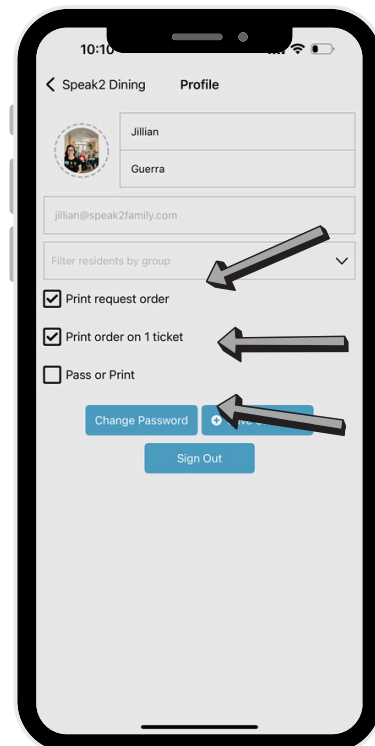 10:10
Speak2 Dining Profile
Jillian
Guerra
jillian@speak2family.com
Filter residents by group
Print request order
Print order on 1 ticket
Pass or Print
Change Password
Sign Out